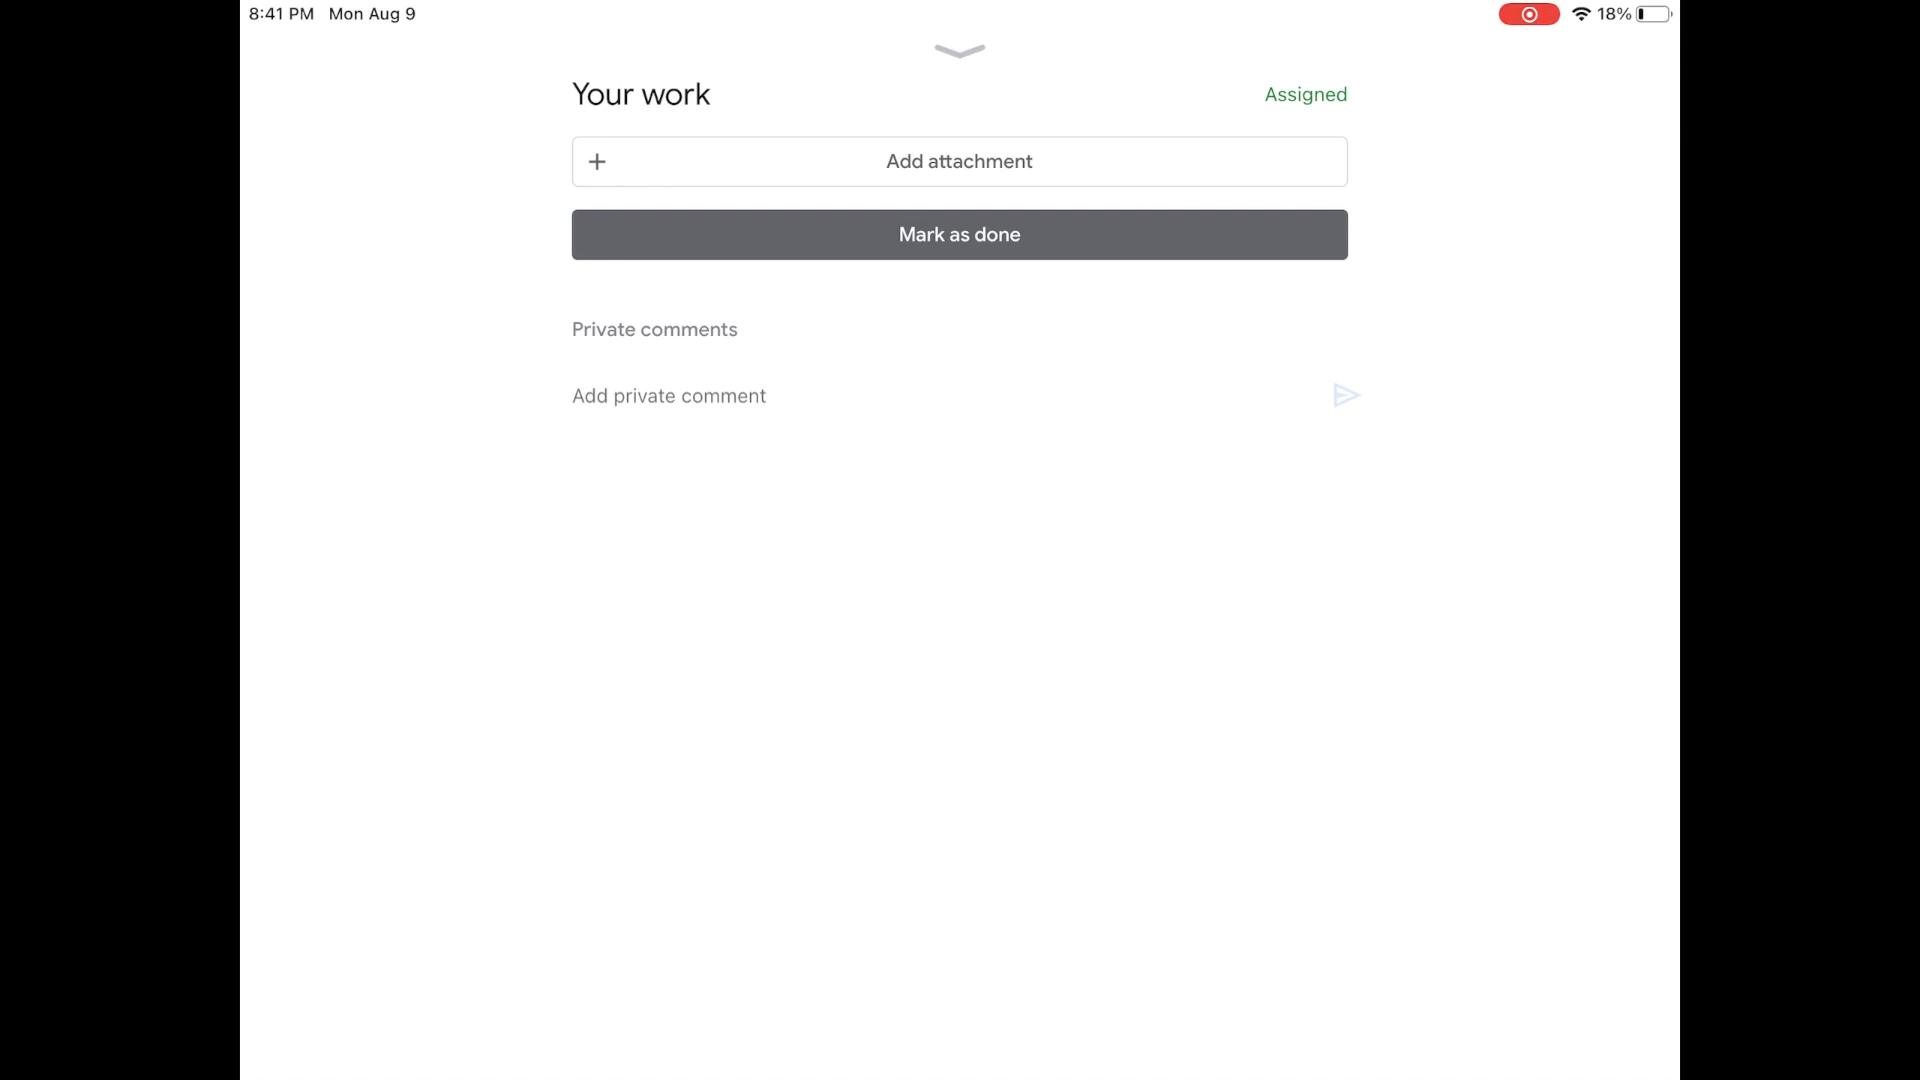 8:41 PM Mon Aug 9
18%
Your work
Assigned
Add attachment
Mark as done
Private comments
Add private comment